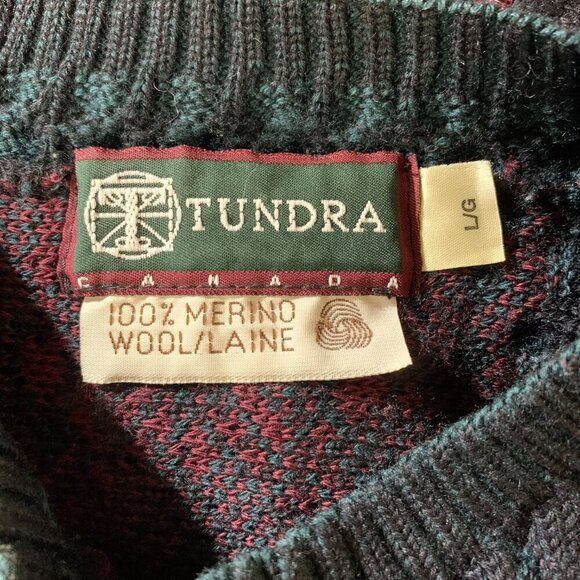 TUNDRA
CANADA
L/G
100% MERINO
WOOL/LAINE